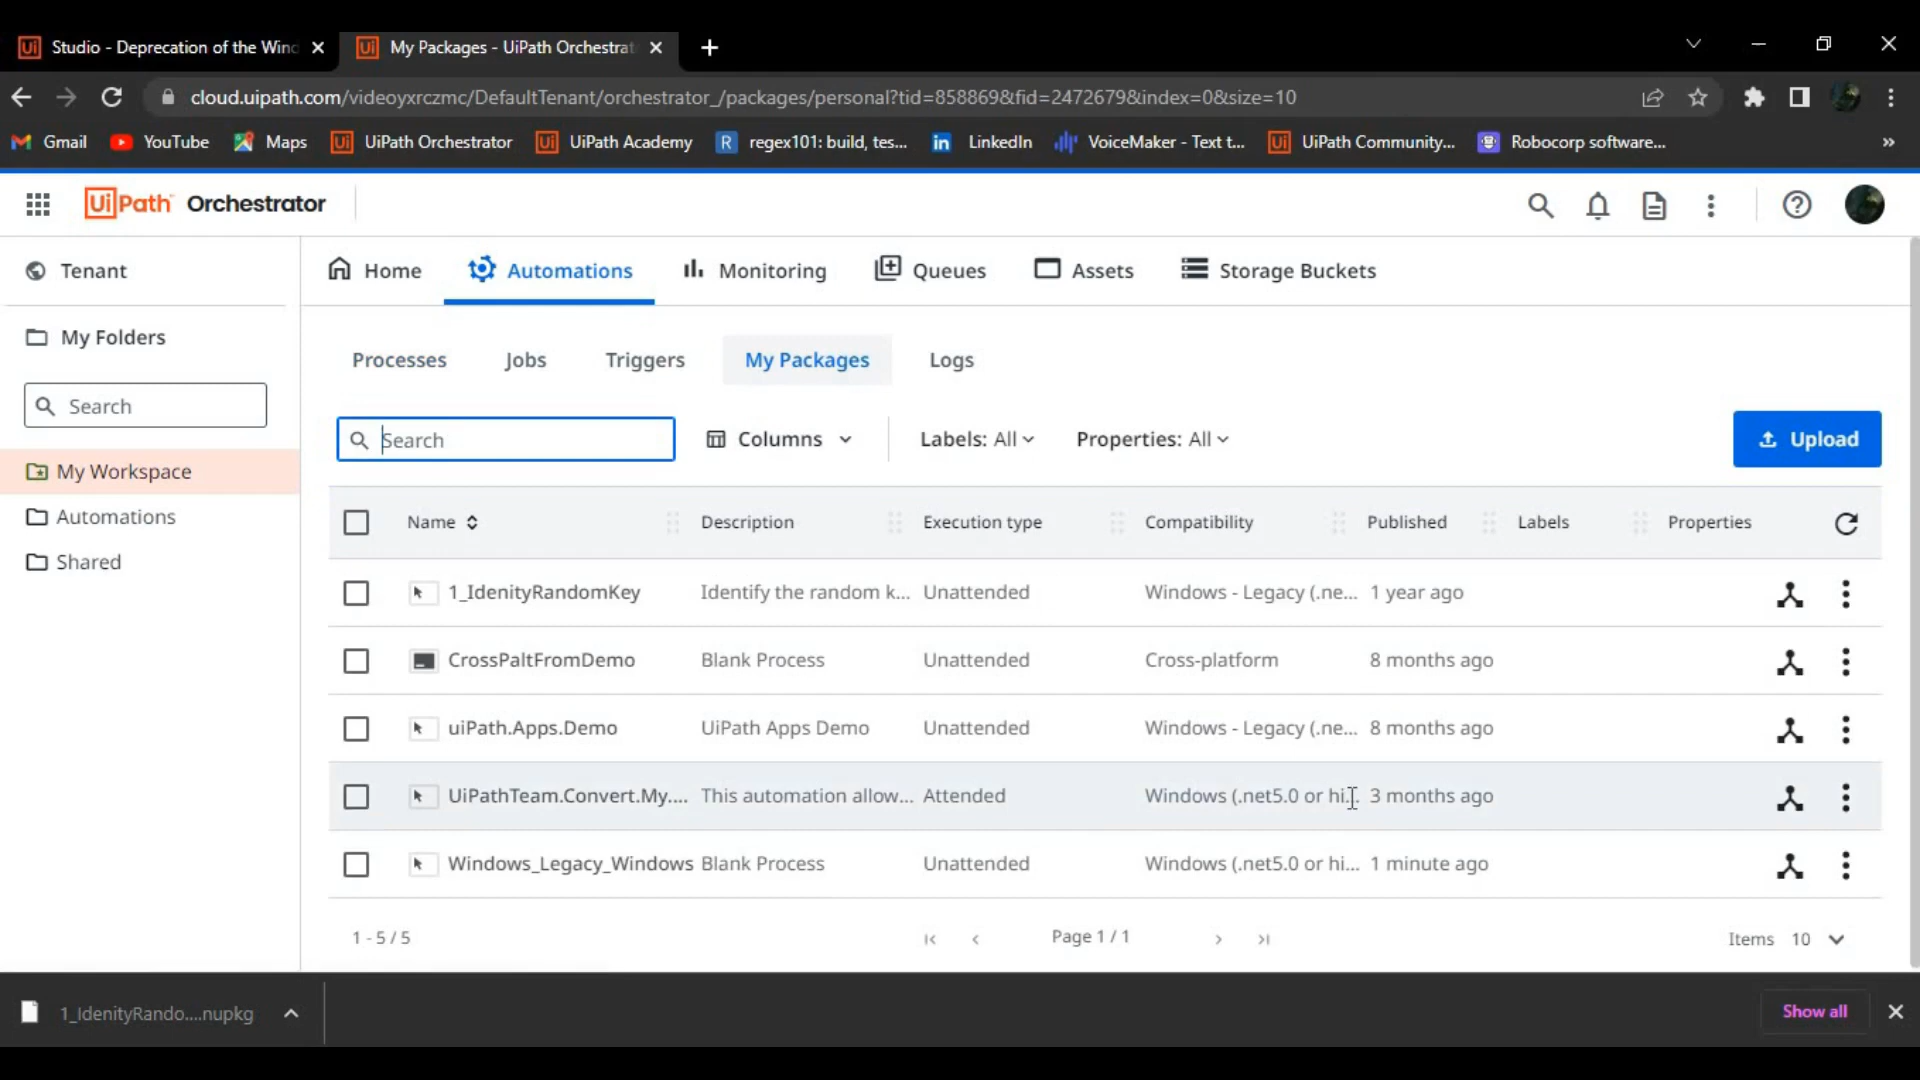 Studio - Deprecation of the Wind
My Packages - UiPath Orchestrat
cloud.uipath.com/videoyxrczmc/DefaultTenant/orchestrator_/packages/personal?tid=858869&fid=2472679&index=0&size=10
Gmail YouTube Maps UiPath Orchestrator UiPath Academy regex101: build, tes... LinkedIn VoiceMaker - Text t... UiPath Community... Robocorp software... »
UiPath Orchestrator
Tenant
Home Automations Monitoring Queues Assets Storage Buckets
My Folders
Search
My Workspace
Automations
Shared
Processes Jobs Triggers My Packages Logs
Search Columns Labels: All Properties: All Upload
Name Description Execution type Compatibility Published Labels Properties
1_IdenityRandomKey Identify the random k... Unattended Windows - Legacy (.ne... 1 year ago
CrossPaltFromDemo Blank Process Unattended Cross-platform 8 months ago
uiPath.Apps.Demo UiPath Apps Demo Unattended Windows - Legacy (.ne... 8 months ago
UiPathTeam.Convert.My.... This automation allow... Attended Windows (.net5.0 or hi... 3 months ago
Windows_Legacy_Windows Blank Process Unattended Windows (.net5.0 or hi... 1 minute ago
1 - 5 / 5 Page 1 / 1 Items 10
1_IdenityRando....nupkg Show all